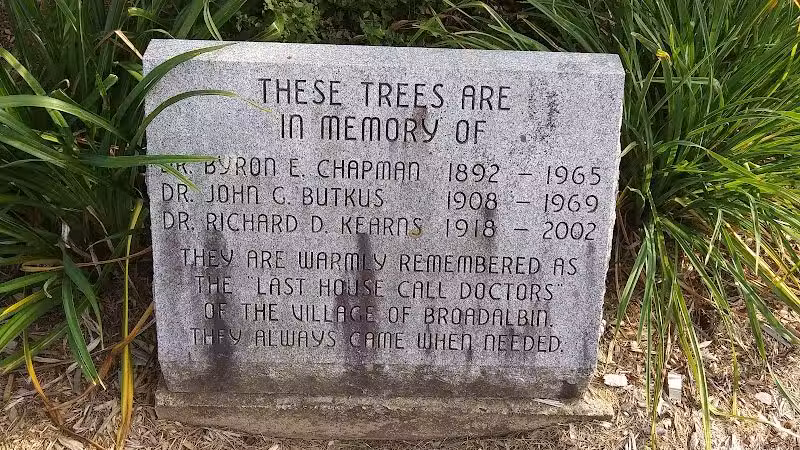 THESE TREES ARE
IN MEMORY OF
DR. BYRON E. CHAPMAN 1892 – 1965
DR. JOHN G. BUTKUS 1908 – 1969
DR. RICHARD D. KEARNS 1918 – 2002
THEY ARE WARMLY REMEMBERED AS
THE "LAST HOUSE CALL DOCTORS"
OF THE VILLAGE OF BROADALBIN.
THEY ALWAYS CAME WHEN NEEDED.